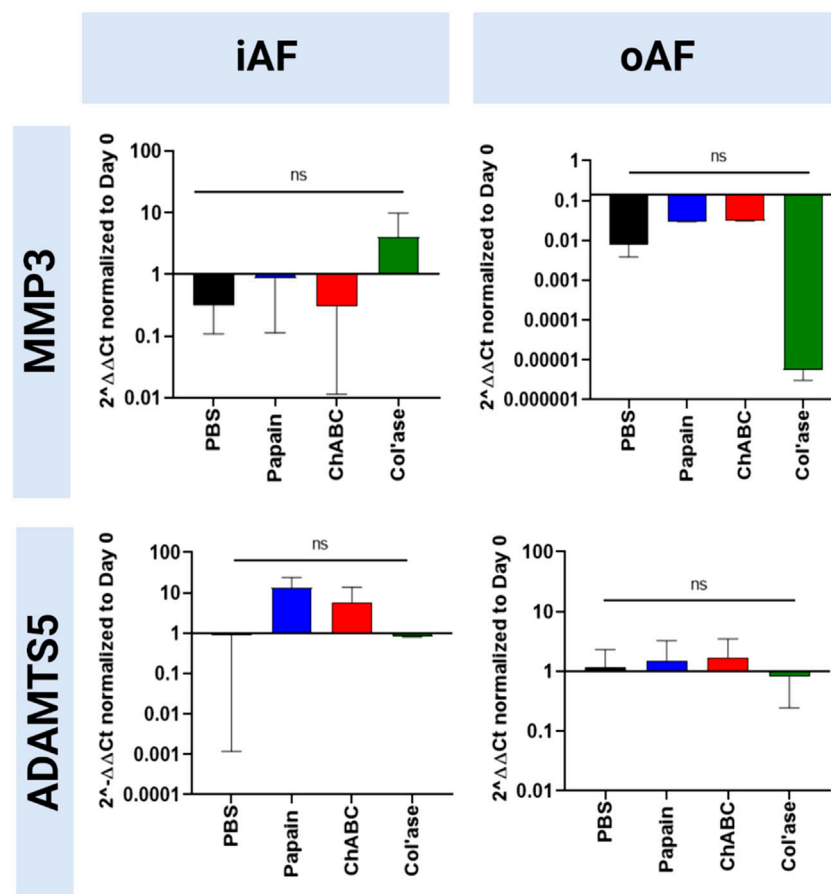 iAF
oAF
MMP3
2^ΔΔCt normalized to Day 0
100
10
1
0.1
0.01
ns
PBS
Papain
ChABC
Col'ase
2^ΔΔCt normalized to Day 0
1
0.1
0.01
0.001
0.0001
0.00001
0.000001
ns
PBS
Papain
ChABC
Col'ase
ADAMTS5
2^-ΔΔCt normalized to Day 0
100
10
1
0.1
0.01
0.001
0.0001
ns
PBS
Papain
ChABC
Col'ase
2^ΔΔCt normalized to Day 0
100
10
1
0.1
0.01
ns
PBS
Papain
ChABC
Col'ase